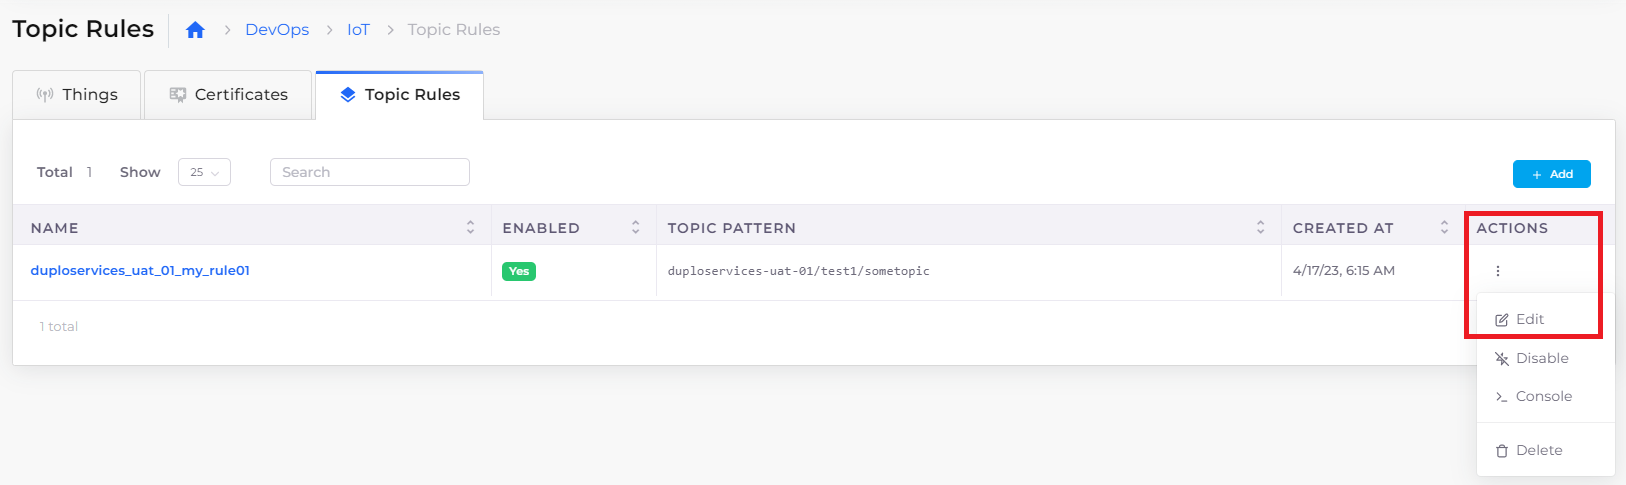 Topic Rules DevOps IoT Topic Rules
Things Certificates Topic Rules
Total 1 Show 25 Search + Add
NAME ENABLED TOPIC PATTERN CREATED AT ACTIONS
duploservices_uat_01_my_rule01 Yes duploservices-uat-01/test1/sometopic 4/17/23, 6:15 AM
1 total
Edit
Disable
Console
Delete